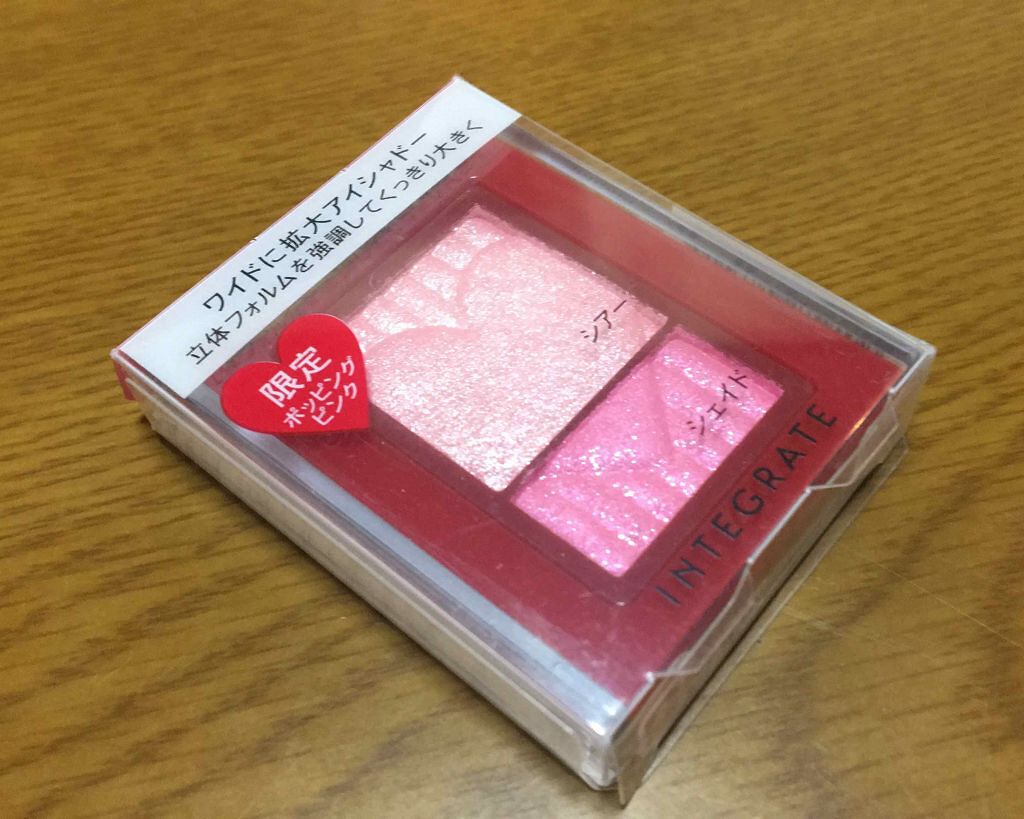 ワイドに拡大アイシャドー
立体フォルムを強調してくっきり大きく
限定
ポッピング
ピンク
シアー
シェイド
INTEGRATE